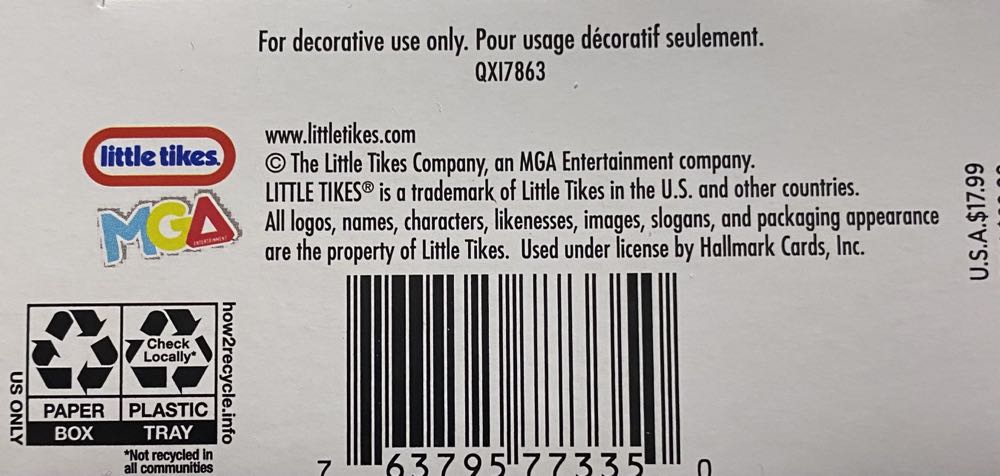 For decorative use only. Pour usage décoratif seulement.
QXI7863
little tikes.
MGA
ENTERTAINMENT
www.littletikes.com
© The Little Tikes Company, an MGA Entertainment company.
LITTLE TIKES® is a trademark of Little Tikes in the U.S. and other countries.
All logos, names, characters, likenesses, images, slogans, and packaging appearance
are the property of Little Tikes. Used under license by Hallmark Cards, Inc.
U.S.A.$17.99
US ONLY
Check
Locally*
PAPER
BOX
PLASTIC
TRAY
how2recycle.info
*Not recycled in
all communities
7 63795 77335 0